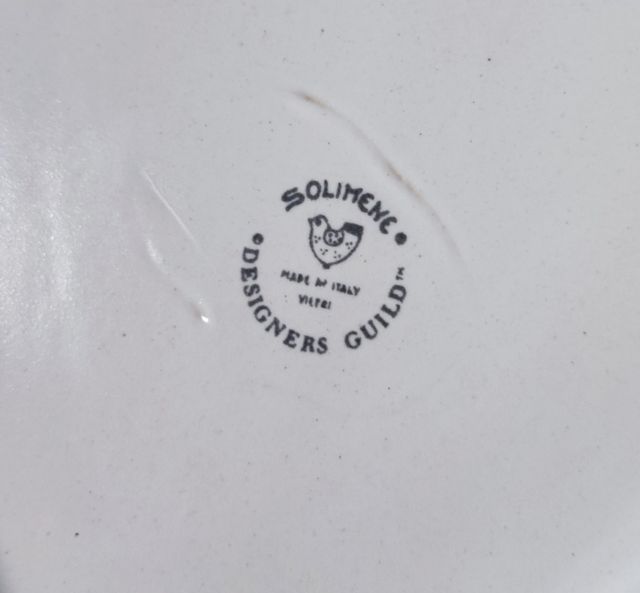 SOLIMENE
MADE IN ITALY
VIETRI
DESIGNERS GUILD™